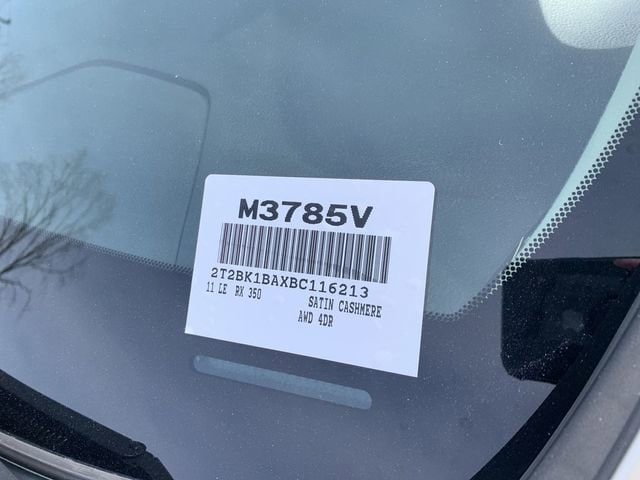 M3785V
2T2BK1BAXBC116213
11 LE RX 350 SATIN CASHMERE
AWD 4DR